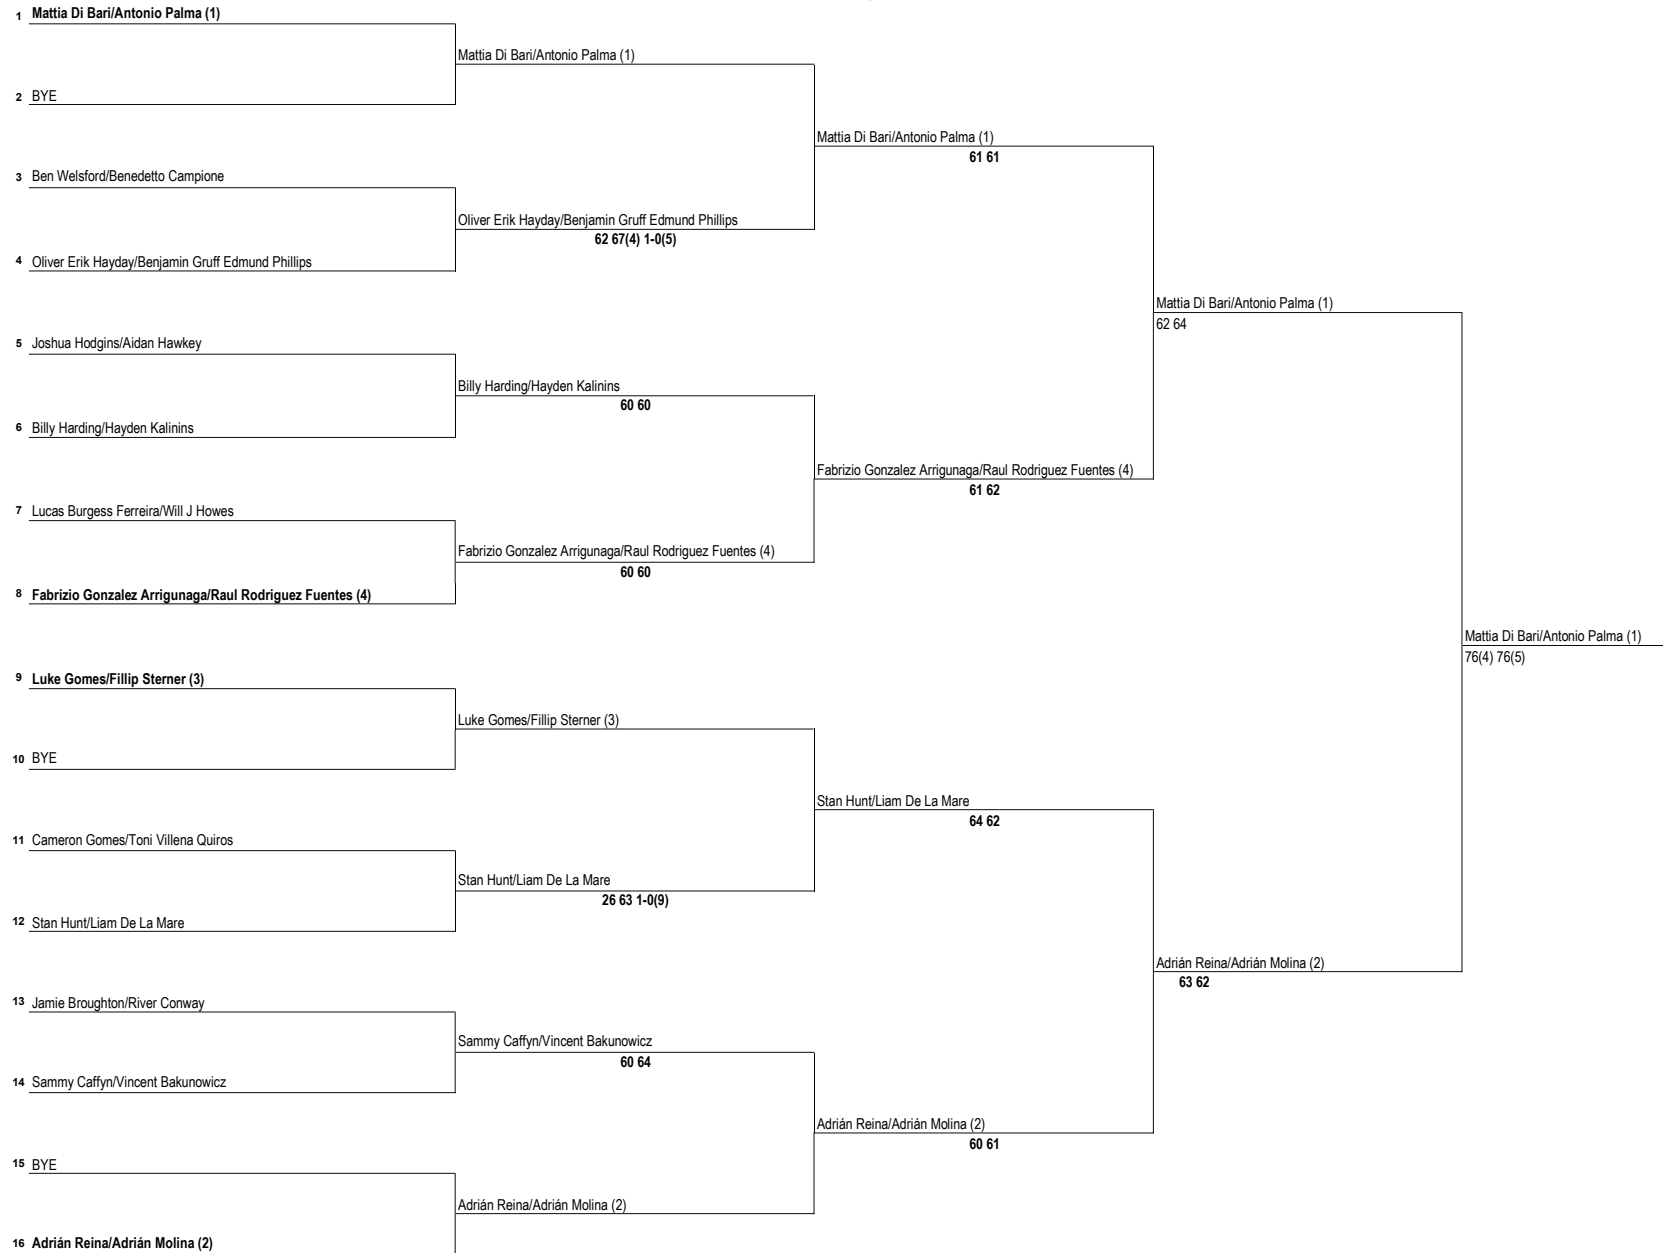 1 Mattia Di Bari/Antonio Palma (1)
Mattia Di Bari/Antonio Palma (1)
2 BYE
Mattia Di Bari/Antonio Palma (1)
61 61
3 Ben Welsford/Benedetto Campione
Oliver Erik Hayday/Benjamin Gruff Edmund Phillips
62 67(4) 1-0(5)
4 Oliver Erik Hayday/Benjamin Gruff Edmund Phillips
Mattia Di Bari/Antonio Palma (1)
62 64
5 Joshua Hodgins/Aidan Hawkey
Billy Harding/Hayden Kalinins
60 60
6 Billy Harding/Hayden Kalinins
Fabrizio Gonzalez Arrigunaga/Raul Rodriguez Fuentes (4)
61 62
7 Lucas Burgess Ferreira/Will J Howes
Fabrizio Gonzalez Arrigunaga/Raul Rodriguez Fuentes (4)
60 60
8 Fabrizio Gonzalez Arrigunaga/Raul Rodriguez Fuentes (4)
Mattia Di Bari/Antonio Palma (1)
76(4) 76(5)
9 Luke Gomes/Fillip Sterner (3)
Luke Gomes/Fillip Sterner (3)
10 BYE
Stan Hunt/Liam De La Mare
64 62
11 Cameron Gomes/Toni Villena Quiros
Stan Hunt/Liam De La Mare
26 63 1-0(9)
12 Stan Hunt/Liam De La Mare
Adrián Reina/Adrián Molina (2)
63 62
13 Jamie Broughton/River Conway
Sammy Caffyn/Vincent Bakunowicz
60 64
14 Sammy Caffyn/Vincent Bakunowicz
Adrián Reina/Adrián Molina (2)
60 61
15 BYE
Adrián Reina/Adrián Molina (2)
16 Adrián Reina/Adrián Molina (2)